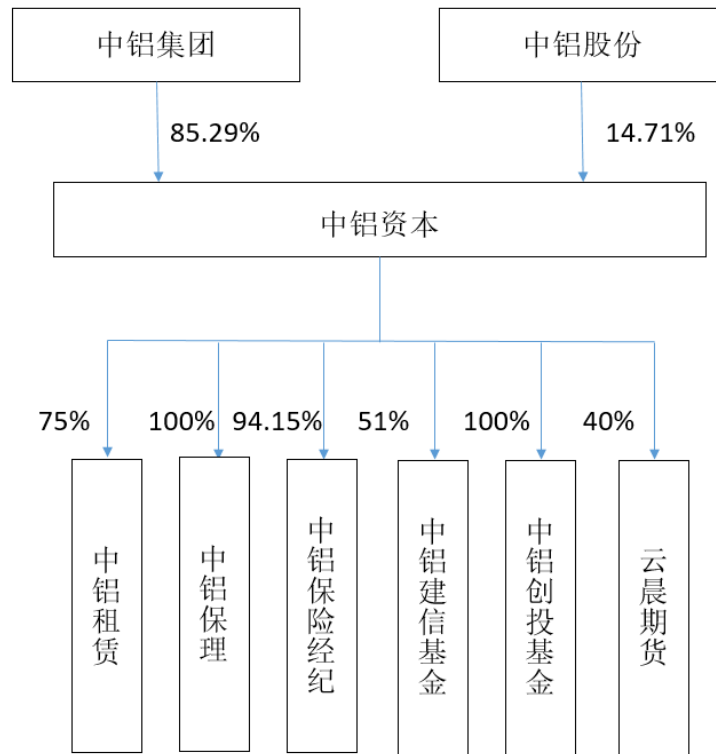 中铝集团
中铝股份
85.29%
14.71%
中铝资本
75%
100%
94.15%
51%
100%
40%
中铝租赁
中铝保理
中铝保险经纪
中铝建信基金
中铝创投基金
云晨期货